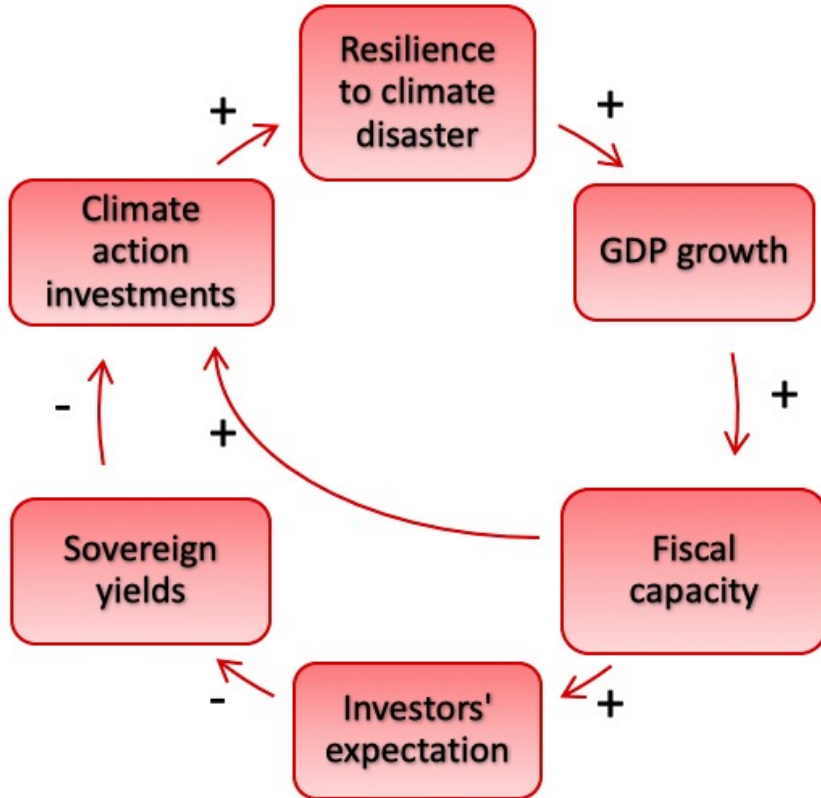 Resilience
to climate
disaster
+
+
Climate
action
investments
GDP growth
-
+
+
Sovereign
yields
Fiscal
capacity
-
+
Investors'
expectation